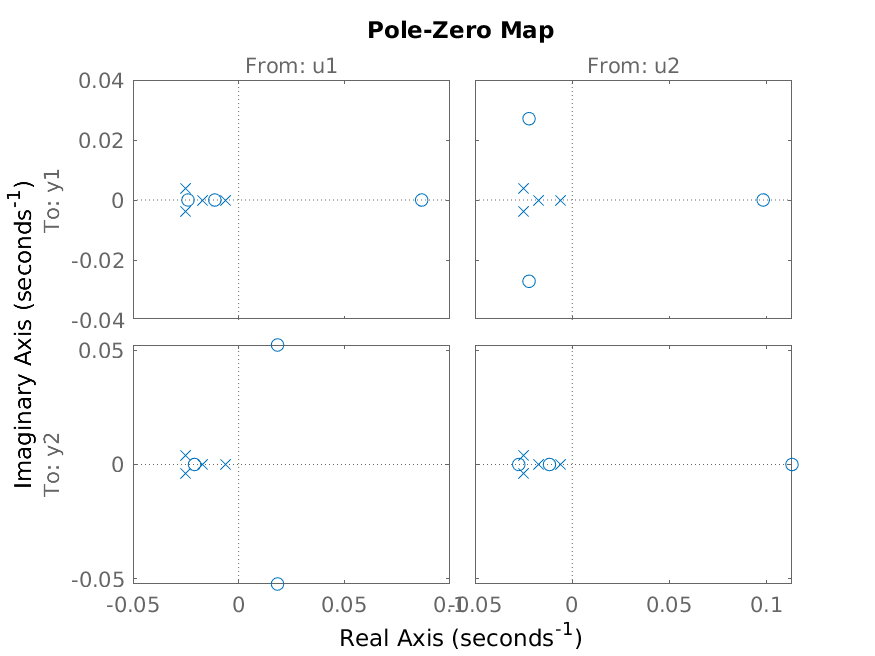 Pole-Zero Map
From: u1
From: u2
0.04
0.02
0
-0.02
-0.04
To: y1
0.05
0
-0.05
To: y2
Imaginary Axis (seconds⁻¹)
-0.05
0
0.05
0.1
-0.05
0
0.05
0.1
Real Axis (seconds⁻¹)